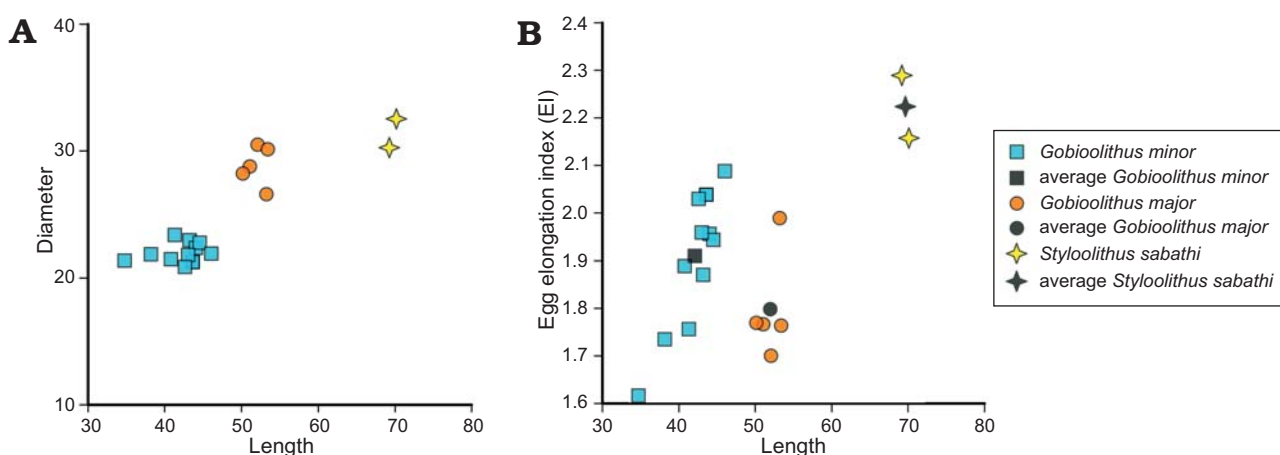 A
40
30
20
10
Diameter
30 40 50 60 70 80
Length
B
2.4
2.3
2.2
2.1
2.0
1.9
1.8
1.7
1.6
Egg elongation index (EI)
30 40 50 60 70 80
Length
Gobioolithus minor
average Gobioolithus minor
Gobioolithus major
average Gobioolithus major
Styloolithus sabathi
average Styloolithus sabathi